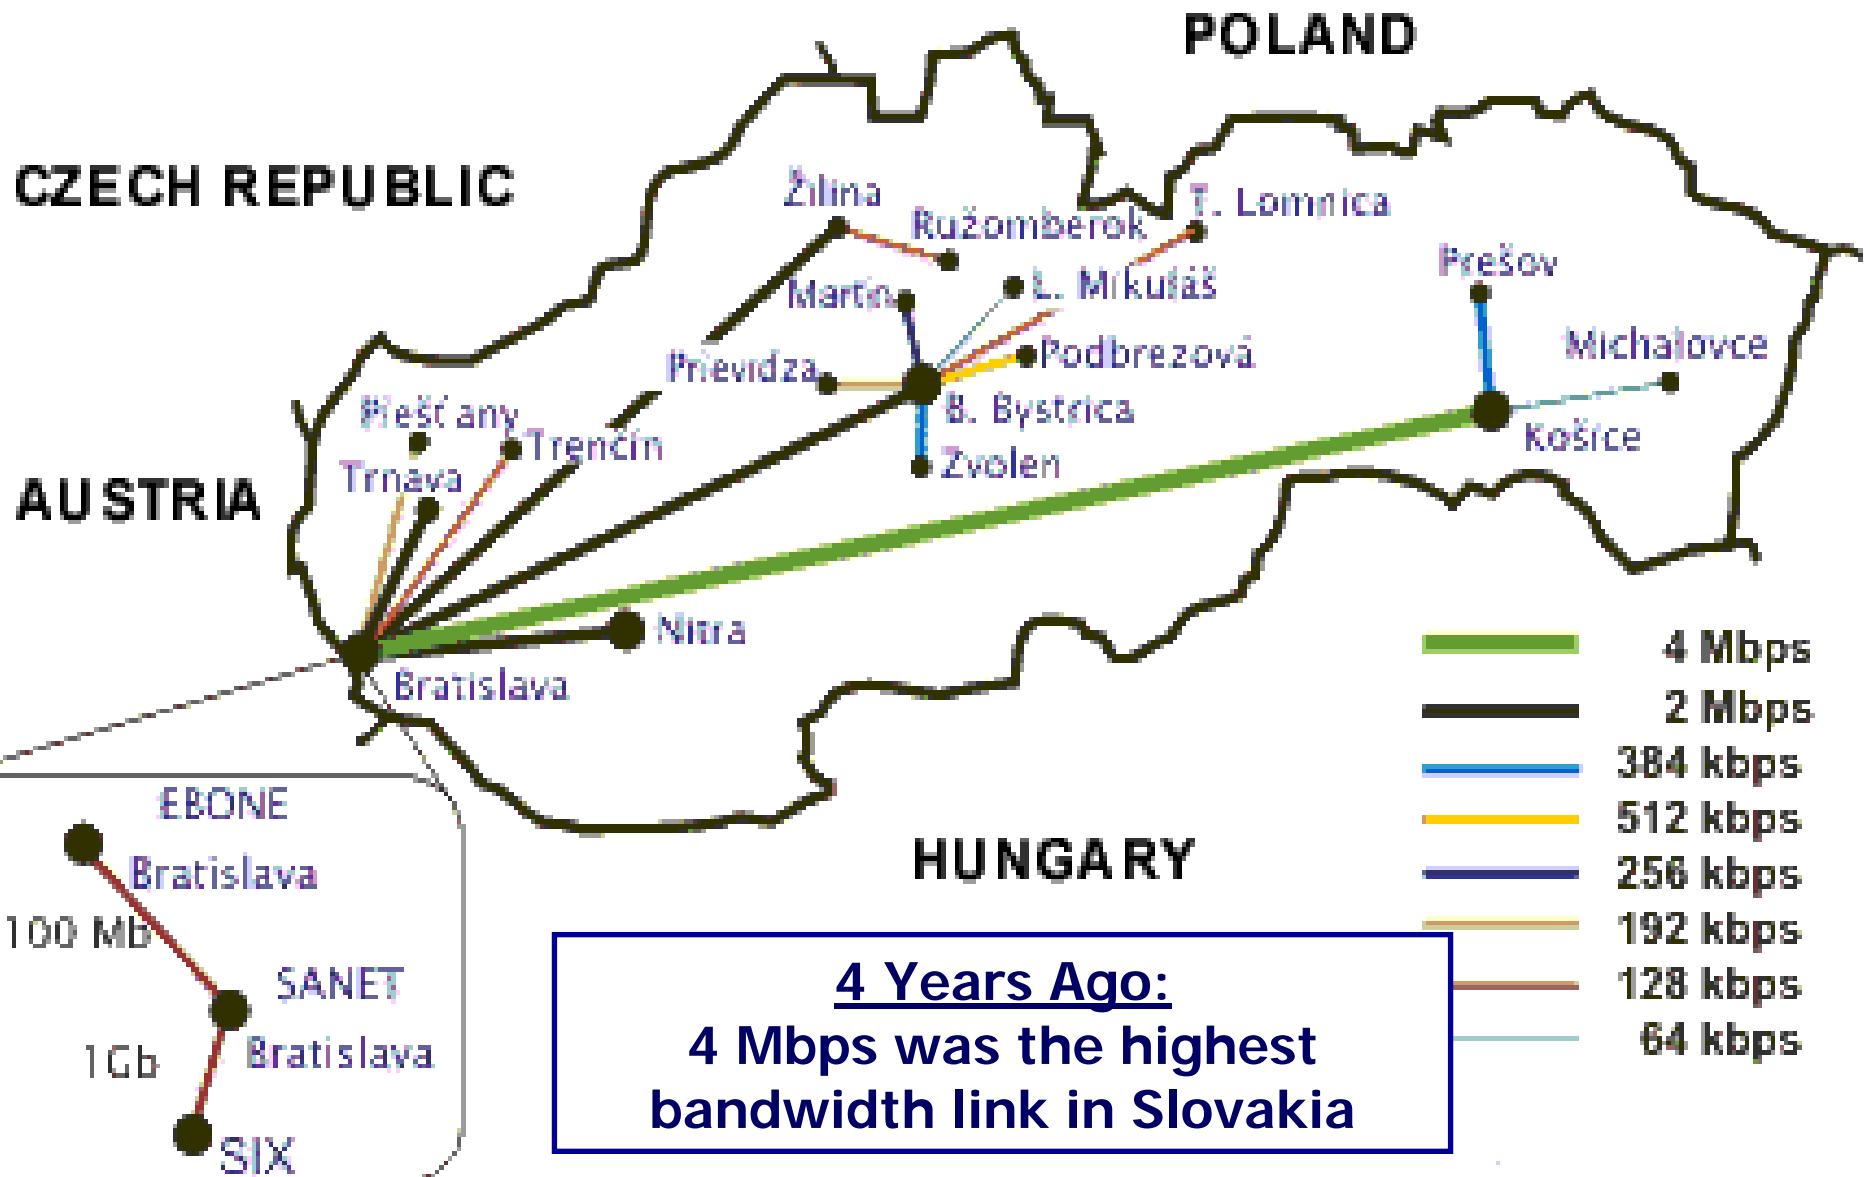 POLAND
CZECH REPUBLIC
Žilina
T. Lomnica
Ružomberok
Prešov
Martin
L. Mikuláš
Michalovce
Prievidza
Podbrezová
Piešťany
B. Bystrica
Trenčín
Košice
Trnava
Zvolen
AUSTRIA
Nitra
Bratislava
4 Mbps
2 Mbps
384 kbps
512 kbps
256 kbps
192 kbps
128 kbps
64 kbps
EBONE
Bratislava
100 Mb
SANET
Bratislava
1Gb
SIX
HUNGARY
4 Years Ago:
4 Mbps was the highest
bandwidth link in Slovakia